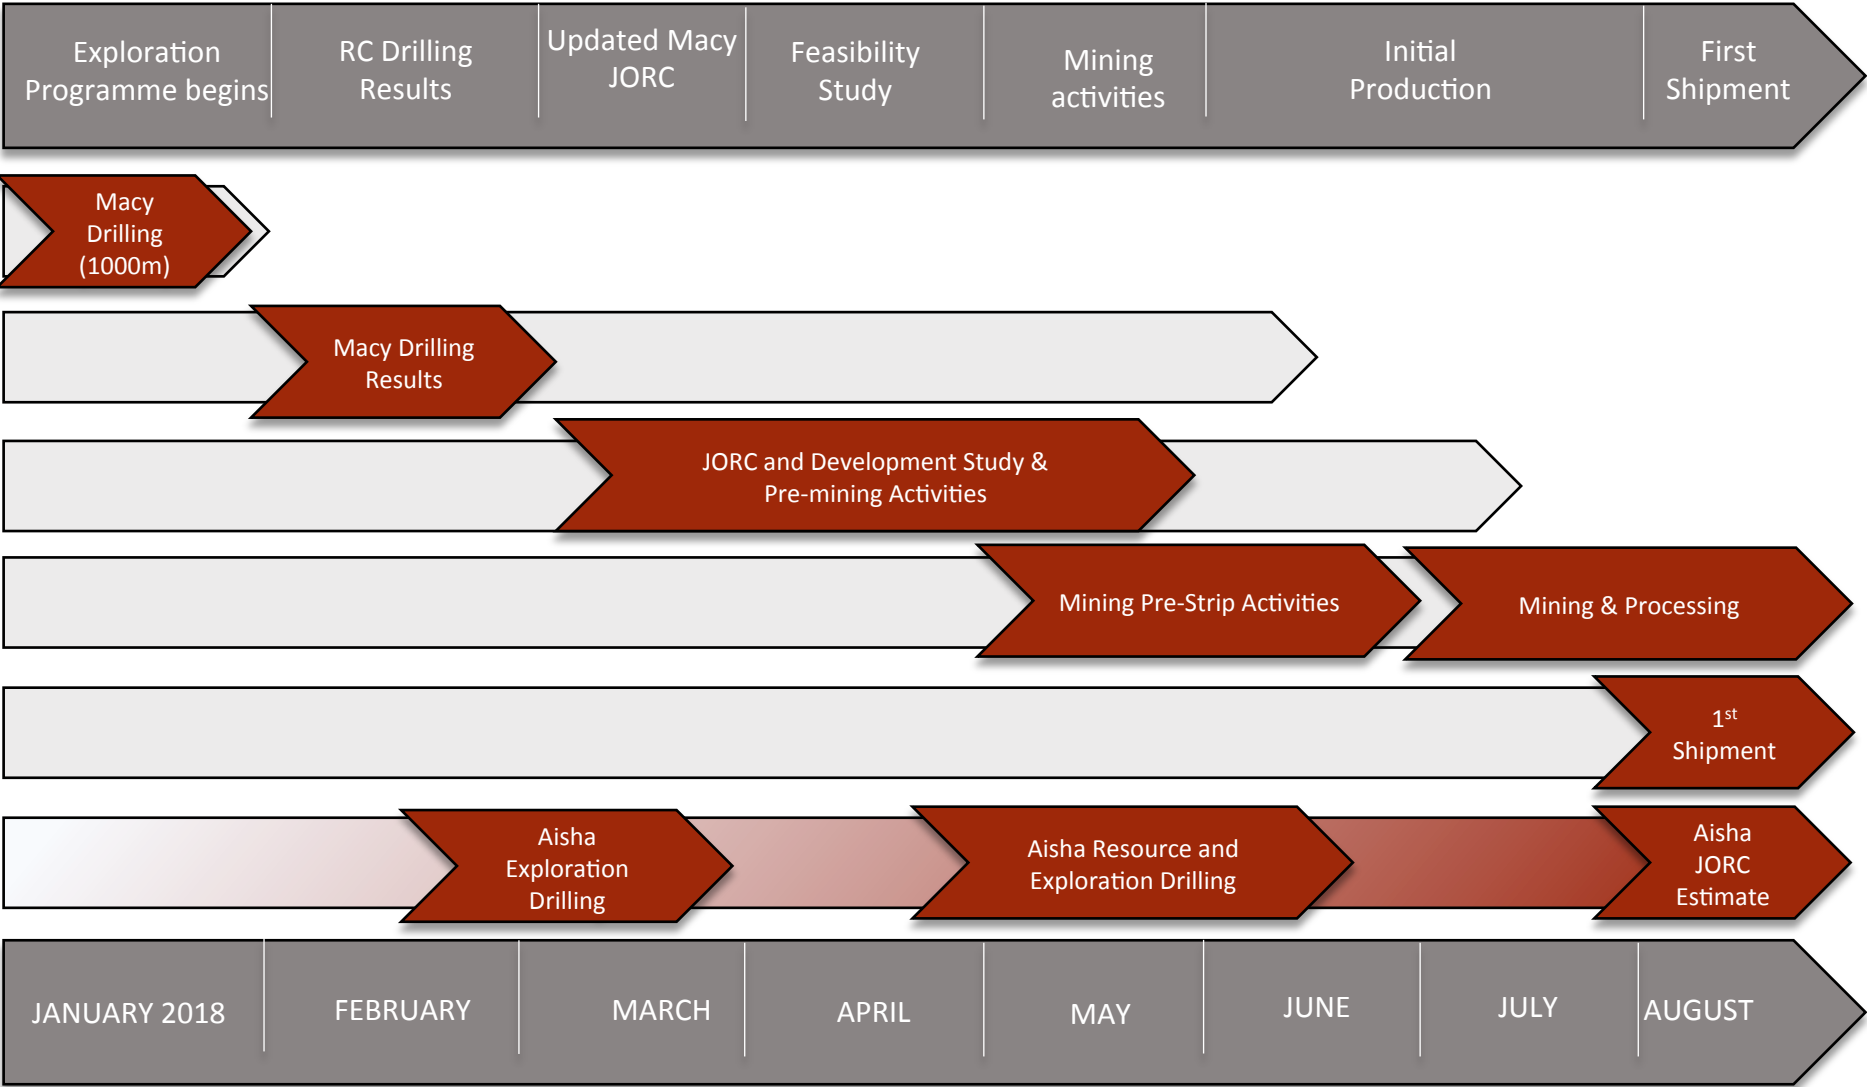 Exploration
Programme begins
RC Drilling
Results
Updated Macy
JORC
Feasibility
Study
Mining
activities
Initial
Production
First
Shipment
Macy
Drilling
(1000m)
Macy Drilling
Results
JORC and Development Study &
Pre-mining Activities
Mining Pre-Strip Activities
Mining & Processing
1st
Shipment
Aisha
Exploration
Drilling
Aisha Resource and
Exploration Drilling
Aisha
JORC
Estimate
JANUARY 2018
FEBRUARY
MARCH
APRIL
MAY
JUNE
JULY
AUGUST